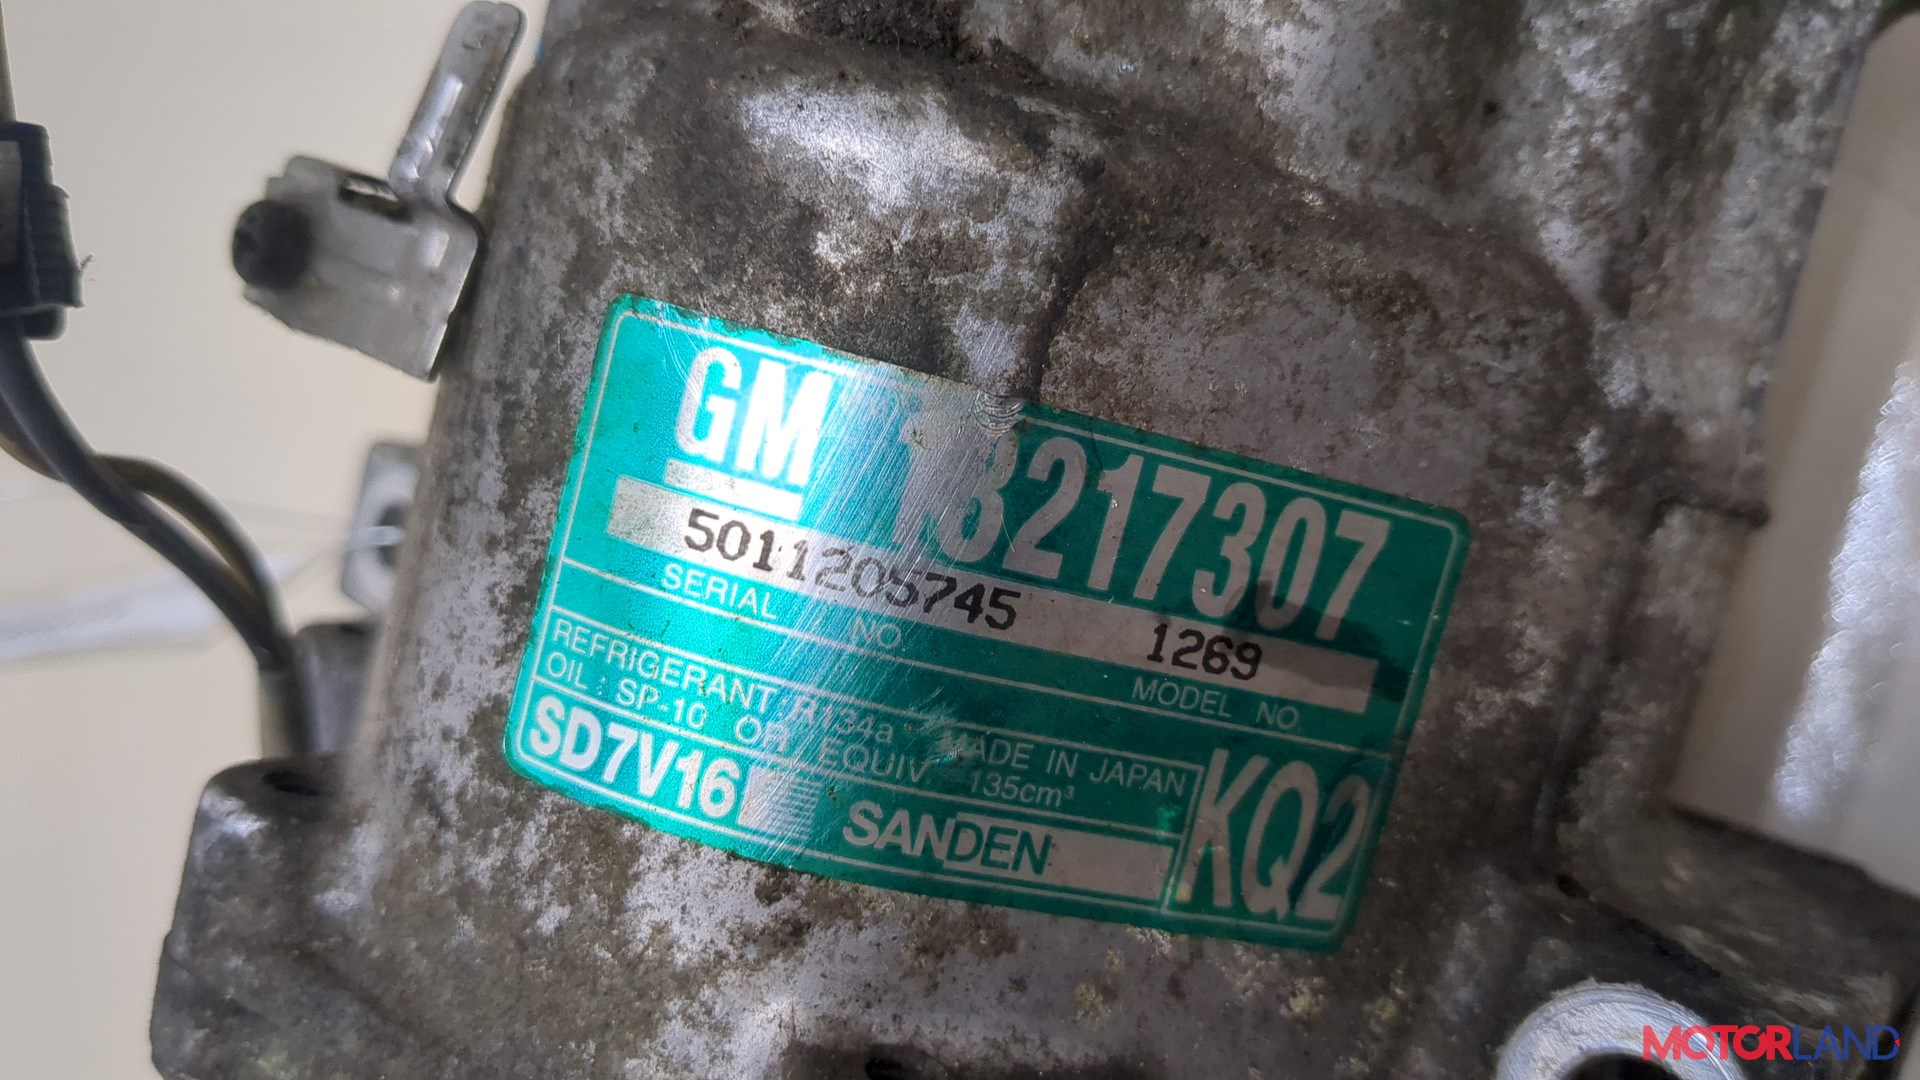 GM 13217307
5011205745 1269
SERIAL NO. MODEL NO.
REFRIGERANT R134a MADE IN JAPAN
OIL : SP-10 OR EQUIV. 135cm³
SD7V16 SANDEN KQ2
MOTORLAND